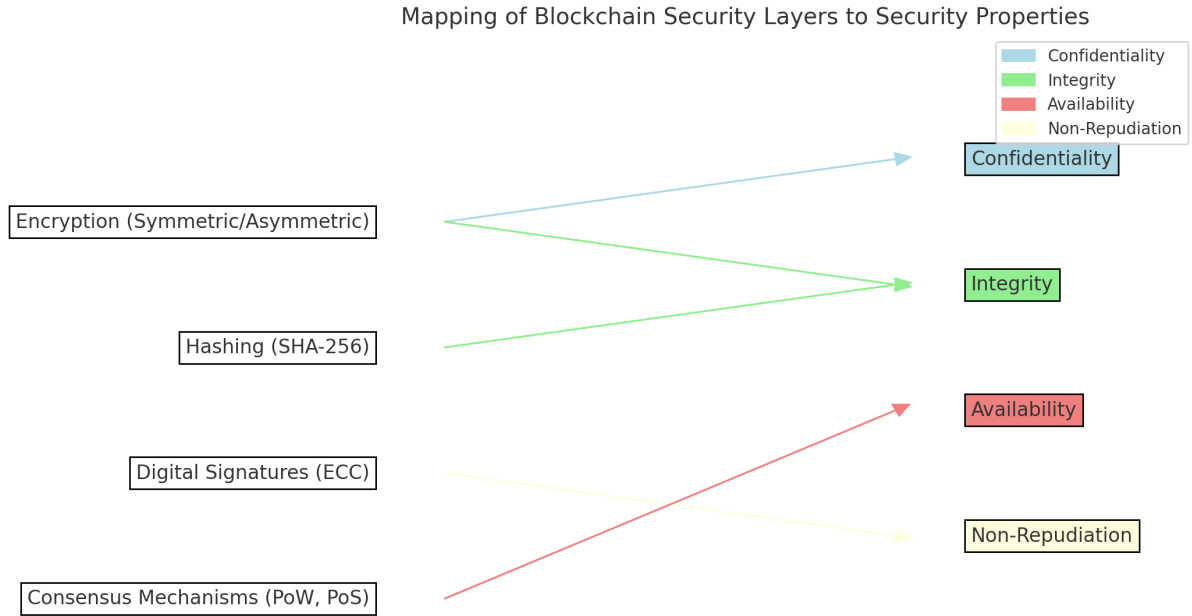 Mapping of Blockchain Security Layers to Security Properties
Confidentiality
Integrity
Availability
Non-Repudiation
Confidentiality
Encryption (Symmetric/Asymmetric)
Integrity
Hashing (SHA-256)
Availability
Digital Signatures (ECC)
Non-Repudiation
Consensus Mechanisms (PoW, PoS)